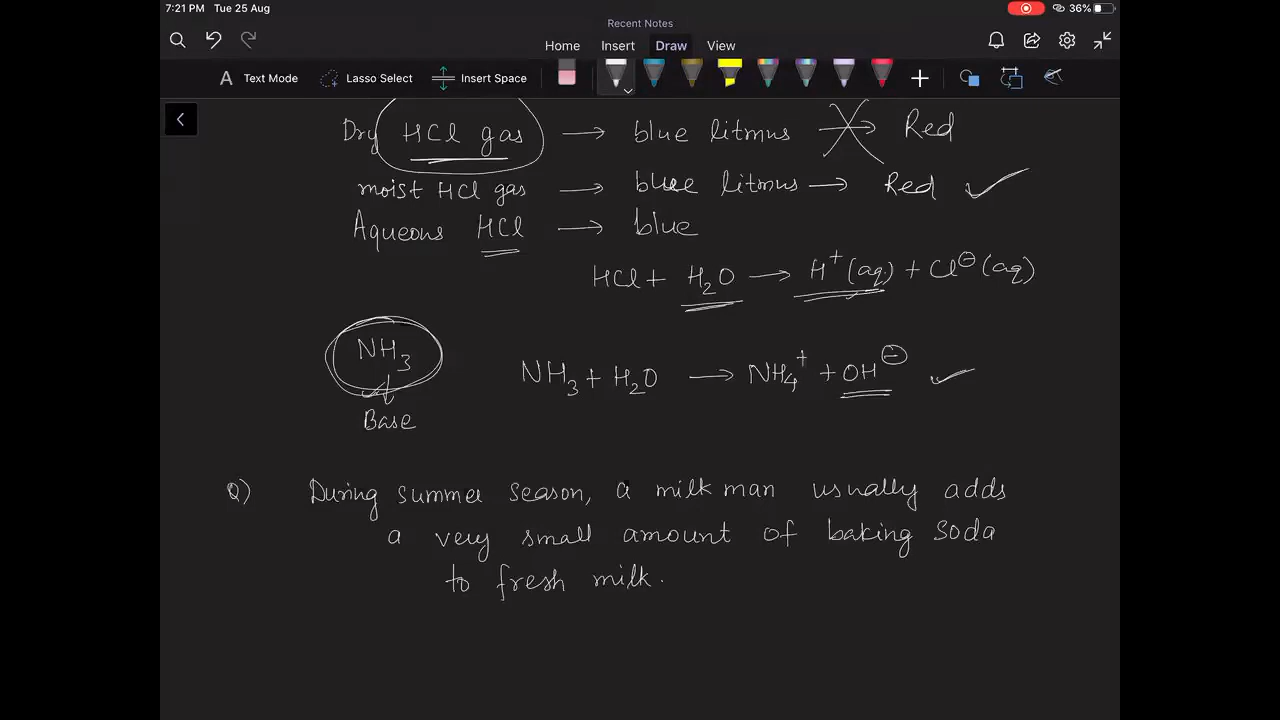 7:21 PM Tue 25 Aug
36%
Recent Notes
Home Insert Draw View
Text Mode Lasso Select Insert Space
Dry HCl gas → blue litmus → Red
moist HCl gas → blue litmus → Red ✓
Aqueous HCl → blue
HCl + H₂O → H⁺(aq) + Cl⊖(aq)
NH₃
NH₃ + H₂O → NH₄⁺ + OH⊖ ✓
Base
Q) During summer season, a milk man usually adds
a very small amount of baking soda
to fresh milk.